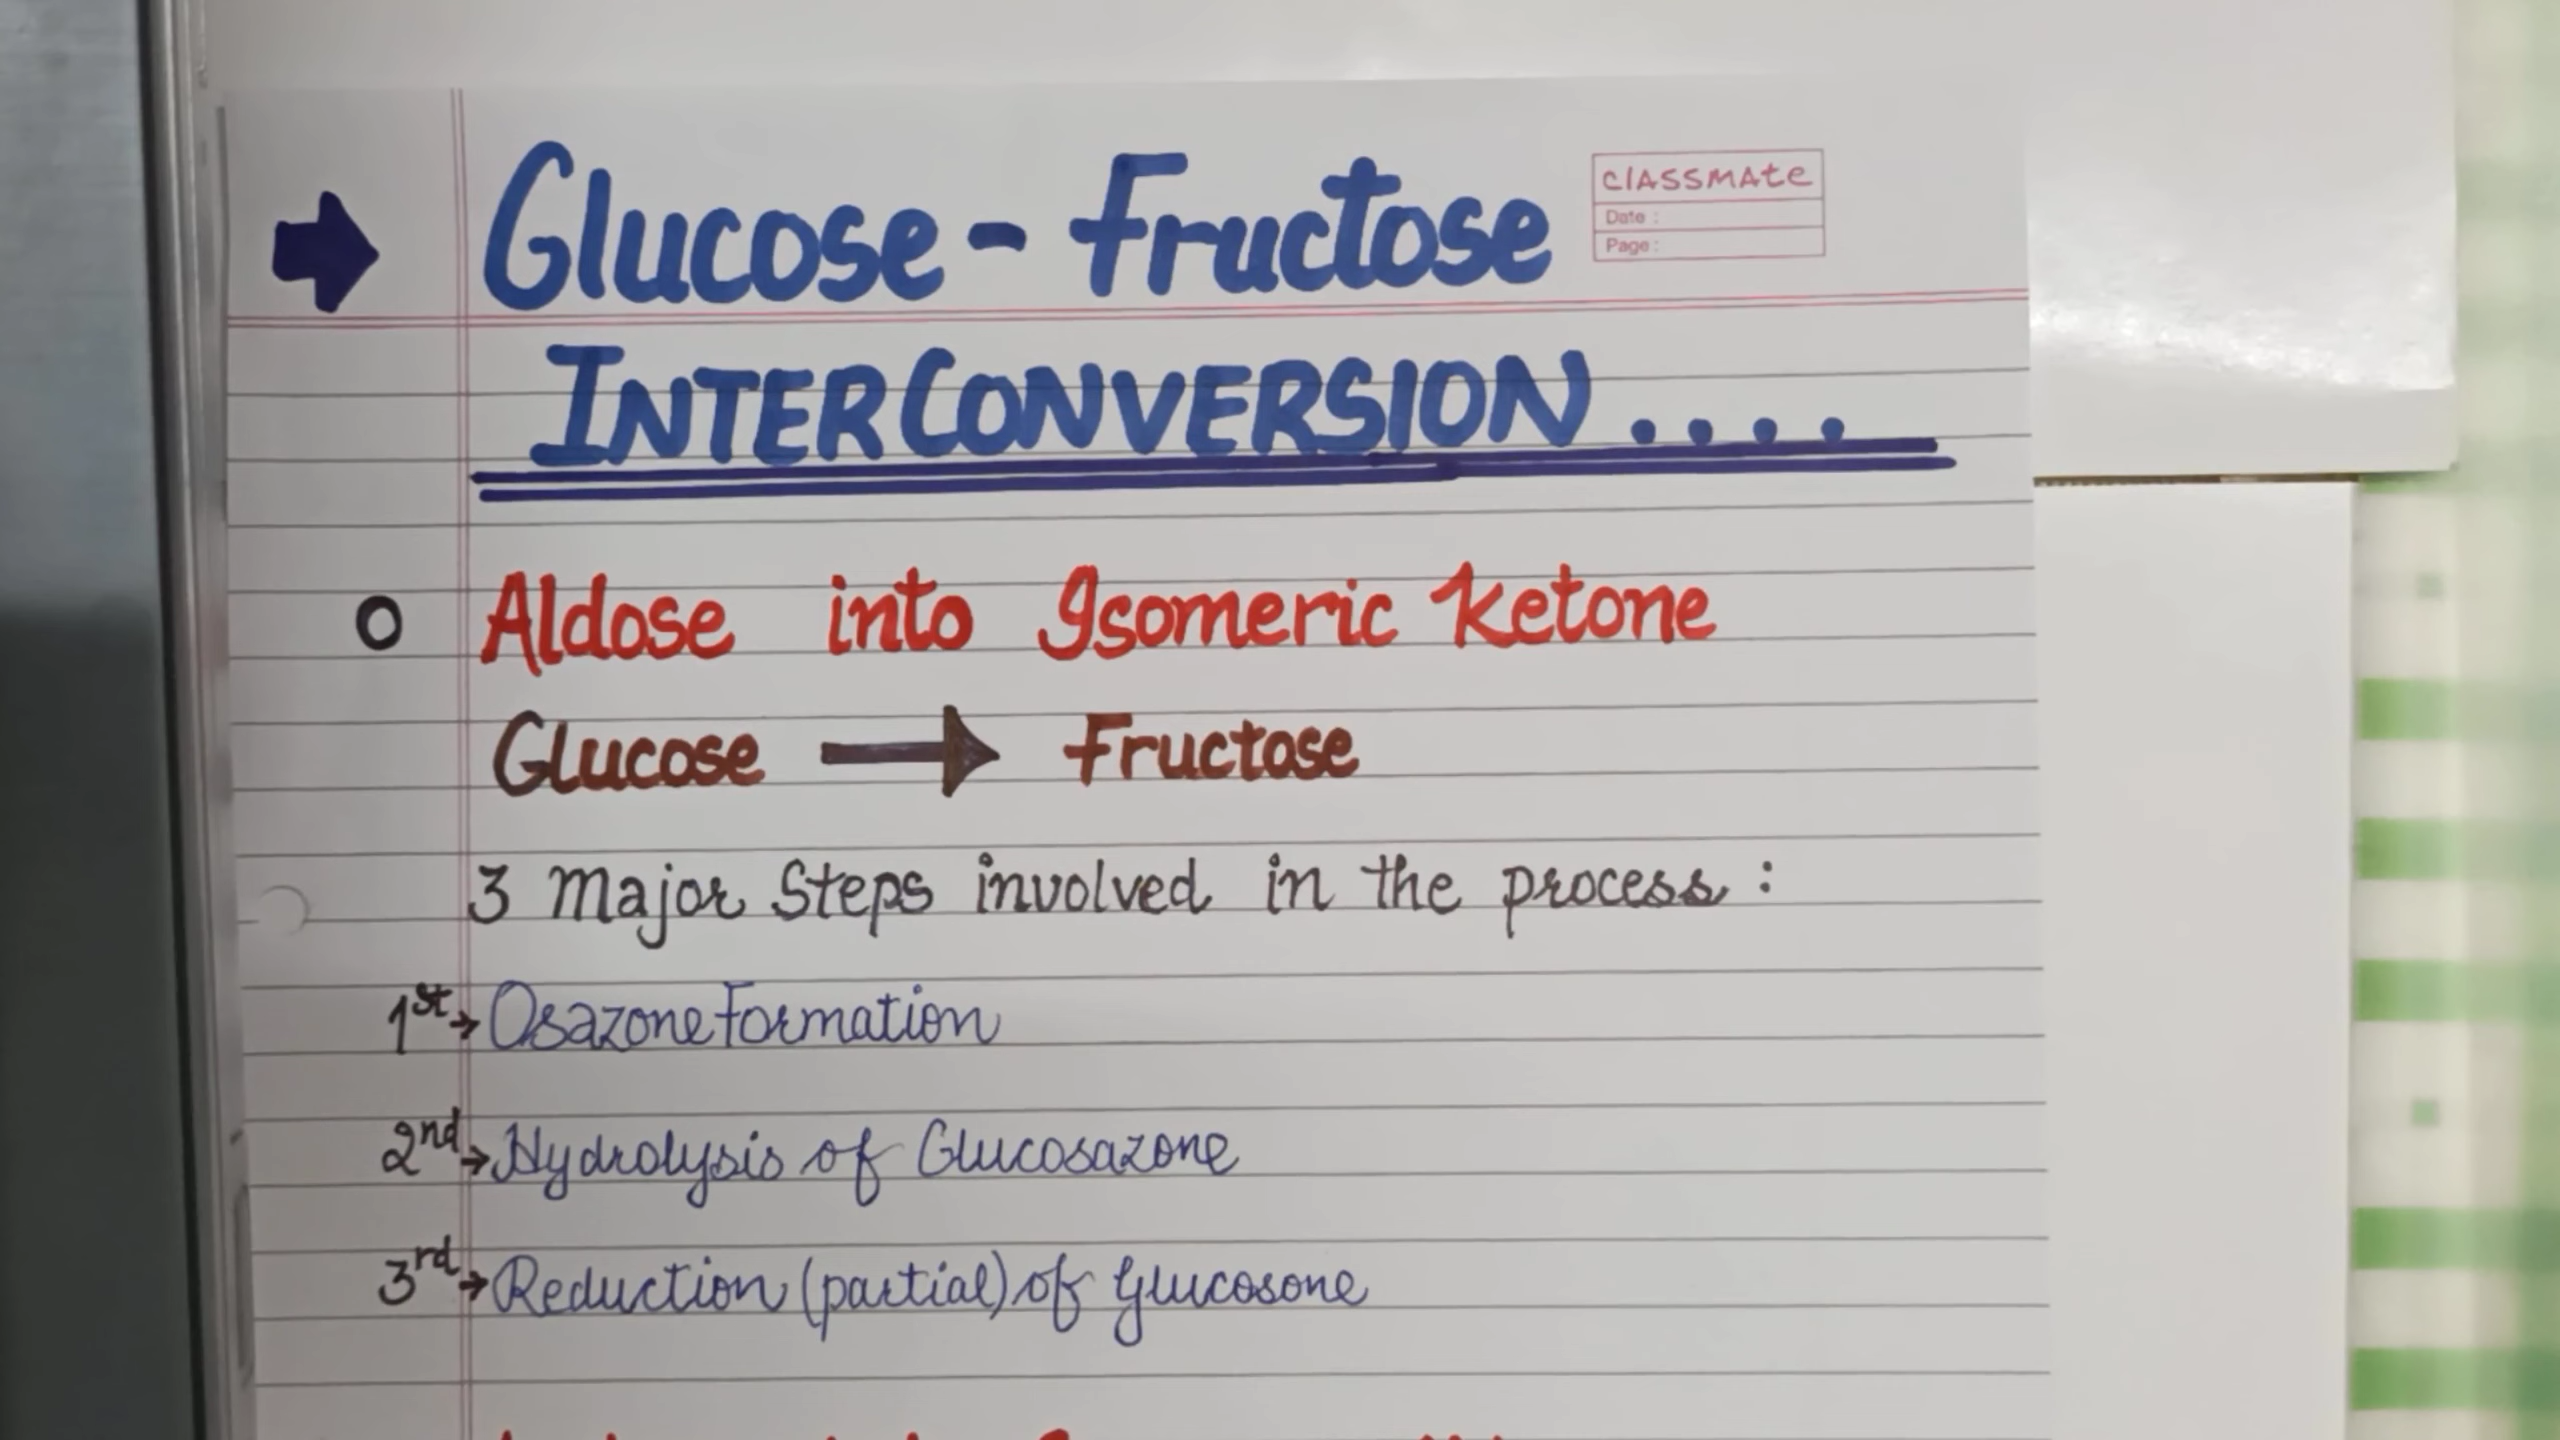 Glucose - Fructose
CLASSMATE
Date :
Page :
INTERCONVERSION ....
O Aldose into Isomeric Ketone
Glucose → Fructose
3 Major Steps involved in the process :
1st → Osazone Formation
2nd → Hydrolysis of Glucosazone
3rd → Reduction (partial) of Glucosone